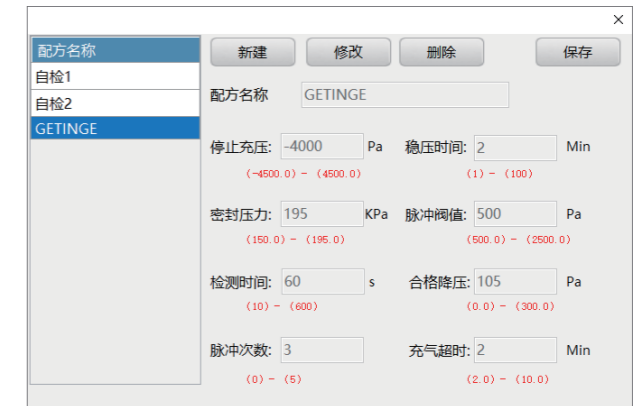 ×
配方名称
自检1
自检2
GETINGE
新建 修改 删除 保存
配方名称 GETINGE
停止充压: -4000 Pa 稳压时间: 2 Min
(-4500.0) - (4500.0) (1) - (100)
密封压力: 195 KPa 脉冲阀值: 500 Pa
(150.0) - (195.0) (500.0) - (2500.0)
检测时间: 60 s 合格降压: 105 Pa
(10) - (600) (0.0) - (300.0)
脉冲次数: 3 充气超时: 2 Min
(0) - (5) (2.0) - (10.0)